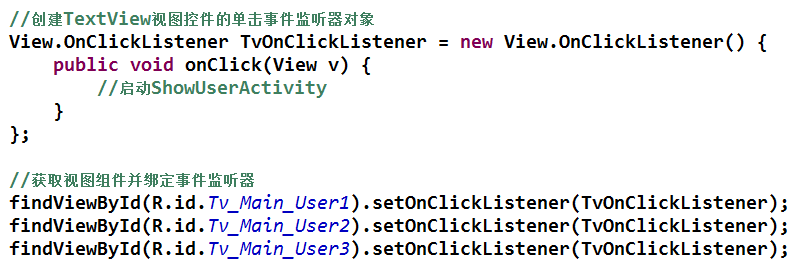 //创建TextView视图控件的单击事件监听器对象
View.OnClickListener TvOnClickListener = new View.OnClickListener() {
    public void onClick(View v) {
        //启动ShowUserActivity
    }
};

//获取视图组件并绑定事件监听器
findViewById(R.id.Tv_Main_User1).setOnClickListener(TvOnClickListener);
findViewById(R.id.Tv_Main_User2).setOnClickListener(TvOnClickListener);
findViewById(R.id.Tv_Main_User3).setOnClickListener(TvOnClickListener);